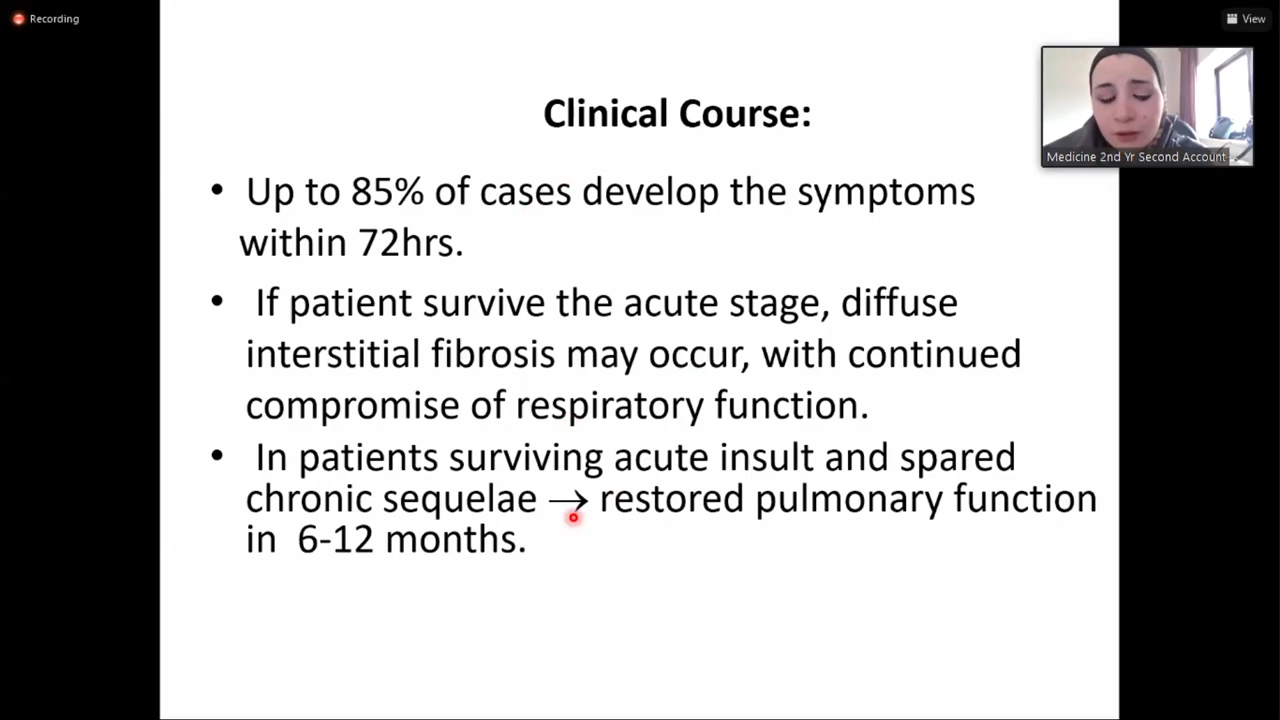 Recording
View
Medicine 2nd Yr Second Account
Clinical Course:
• Up to 85% of cases develop the symptoms
within 72hrs.
• If patient survive the acute stage, diffuse
interstitial fibrosis may occur, with continued
compromise of respiratory function.
• In patients surviving acute insult and spared
chronic sequelae → restored pulmonary function
in 6-12 months.